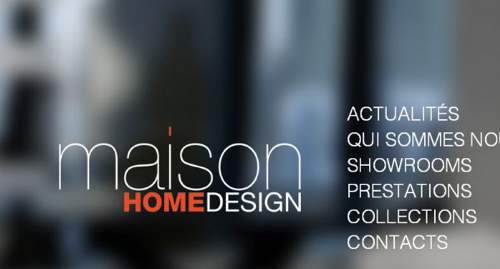 maison
HOMEDESIGN
ACTUALITÉS
QUI SOMMES NOU
SHOWROOMS
PRESTATIONS
COLLECTIONS
CONTACTS